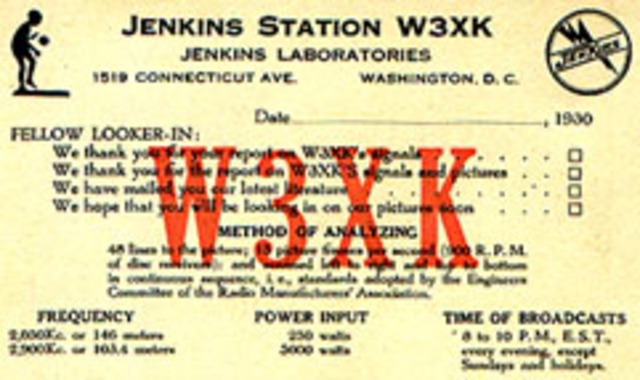 JENKINS STATION W3XK
JENKINS LABORATORIES
1519 CONNECTICUT AVE. WASHINGTON, D. C.
JENKINS
Date , 1930
FELLOW LOOKER-IN:
We thank you for your report on W3XK's signals
We thank you for the report on W3XK'S signals and pictures
We have mailed you our latest literature
We hope that you will be looking in on our pictures soon
W3XK
METHOD OF ANALYZING
48 lines to the picture; 15 picture frames per second (900 R. P. M.
of disc receivers); and scanned left to right and top to bottom
in continuous sequence, i.e., standards adopted by the Engineers
Committee of the Radio Manufacturers' Association.
FREQUENCY POWER INPUT TIME OF BROADCASTS
Kc. or 146 meters 250 watts 8 to 10 P. M., E. S. T.,
2,900Kc. or 103.4 meters 5000 watts every evening, except
Sundays and holidays.